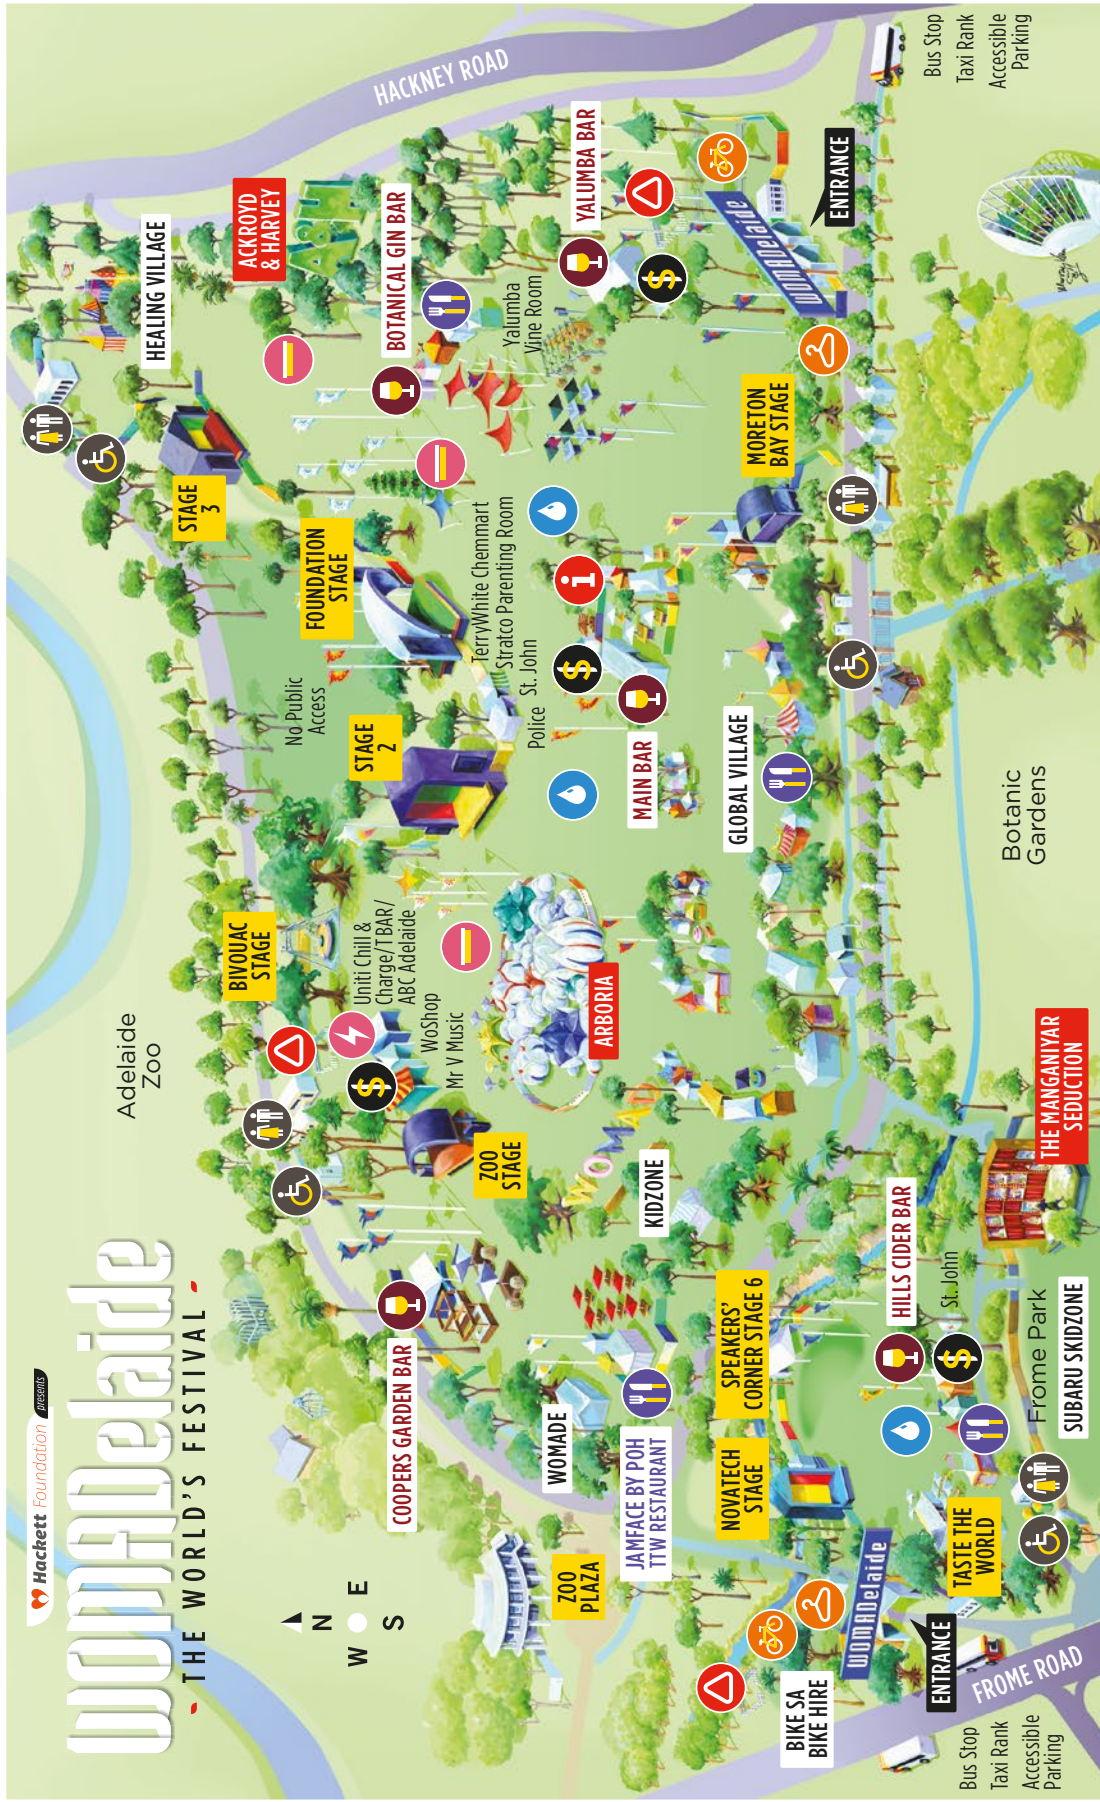 Hackett Foundation presents
WOMADelaide
- THE WORLD'S FESTIVAL -
N
W E
S
Adelaide
Zoo
HACKNEY ROAD
Bus Stop
Taxi Rank
Accessible
Parking
HEALING VILLAGE
ACKROYD
& HARVEY
BOTANICAL GIN BAR
YALUMBA BAR
Yalumba
Vine Room
WOMADelaide
ENTRANCE
STAGE
3
FOUNDATION
STAGE
No Public
Access
STAGE
2
TerryWhite Chemmart
Stratco Parenting Room
St. John
Police
MORETON
BAY STAGE
MAIN BAR
GLOBAL VILLAGE
Botanic
Gardens
BIVOUAC
STAGE
Uniti Chill &
Charge/T BAR/
ABC Adelaide
WoShop
Mr V Music
ARBORIA
ZOO
STAGE
WOMAD
KIDZONE
THE MANGANIYAR
SEDUCTION
COOPERS GARDEN BAR
WOMADE
JAMFACE BY POH
TTW RESTAURANT
SPEAKERS'
CORNER STAGE 6
HILLS CIDER BAR
St. John
Frome Park
SUBARU SKIDZONE
NOVATECH
STAGE
ZOO
PLAZA
TASTE THE
WORLD
WOMADelaide
BIKE SA
BIKE HIRE
ENTRANCE
FROME ROAD
Bus Stop
Taxi Rank
Accessible
Parking